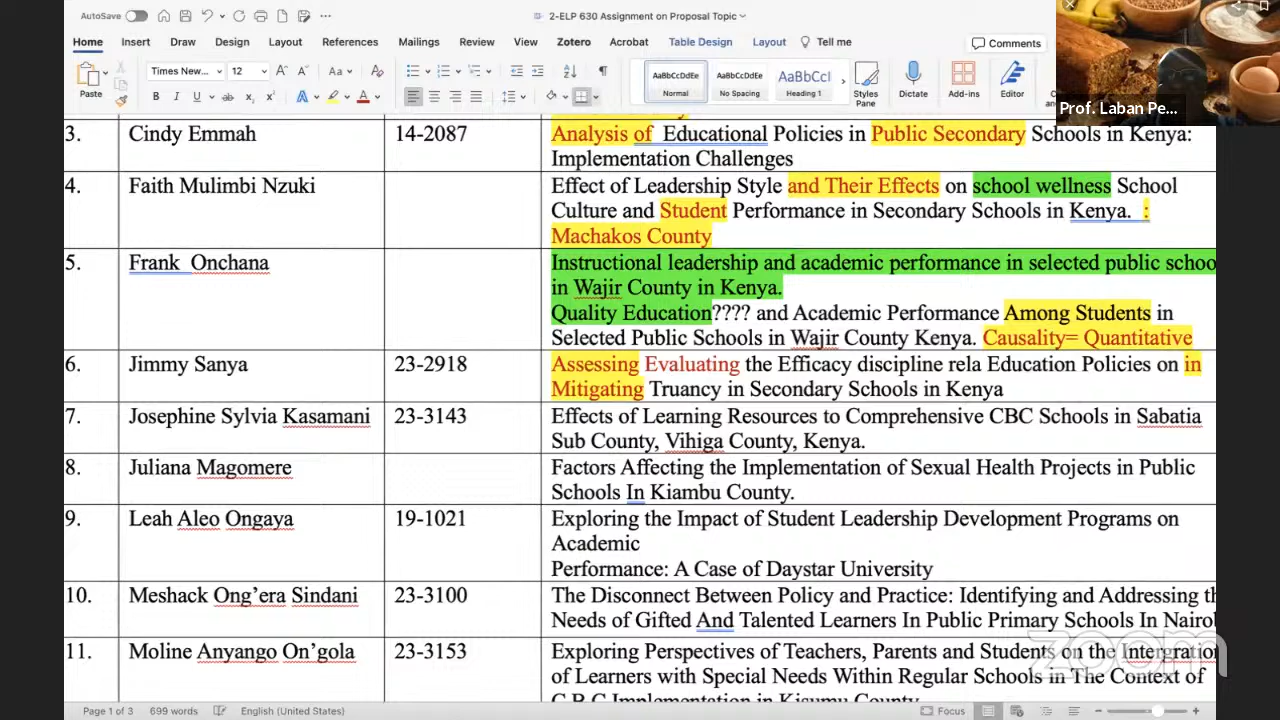 AutoSave
2-ELP 630 Assignment on Proposal Topic
Home Insert Draw Design Layout References Mailings Review View Zotero Acrobat Table Design Layout Tell me
Comments
Paste
Times New... 12
AaBbCcDdEe AaBbCcDdEe AaBbCcI
Normal No Spacing Heading 1
Styles Pane
Dictate
Add-ins
Editor
Prof. Laban Pe...
3. Cindy Emmah 14-2087 Analysis of Educational Policies in Public Secondary Schools in Kenya:
Implementation Challenges
4. Faith Mulimbi Nzuki Effect of Leadership Style and Their Effects on school wellness School
Culture and Student Performance in Secondary Schools in Kenya. :
Machakos County
5. Frank Onchana Instructional leadership and academic performance in selected public schoo
in Wajir County in Kenya.
Quality Education???? and Academic Performance Among Students in
Selected Public Schools in Wajir County Kenya. Causality= Quantitative
6. Jimmy Sanya 23-2918 Assessing Evaluating the Efficacy discipline rela Education Policies on in
Mitigating Truancy in Secondary Schools in Kenya
7. Josephine Sylvia Kasamani 23-3143 Effects of Learning Resources to Comprehensive CBC Schools in Sabatia
Sub County, Vihiga County, Kenya.
8. Juliana Magomere Factors Affecting the Implementation of Sexual Health Projects in Public
Schools In Kiambu County.
9. Leah Aleo Ongaya 19-1021 Exploring the Impact of Student Leadership Development Programs on
Academic
Performance: A Case of Daystar University
10. Meshack Ong’era Sindani 23-3100 The Disconnect Between Policy and Practice: Identifying and Addressing th
Needs of Gifted And Talented Learners In Public Primary Schools In Nairob
11. Moline Anyango On’gola 23-3153 Exploring Perspectives of Teachers, Parents and Students on the Intergration
of Learners with Special Needs Within Regular Schools in The Context of
C.B.C Implementation in Kisumu County
zoom
Page 1 of 3 699 words English (United States) Focus